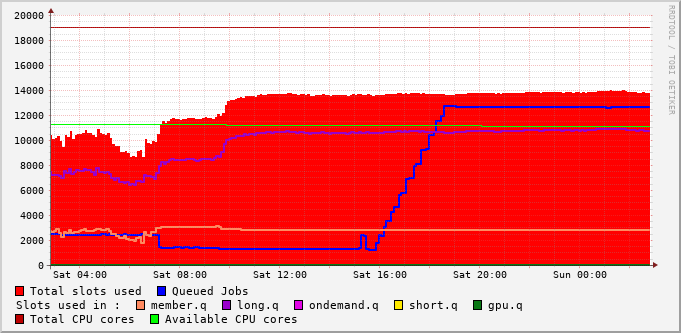 20000
18000
16000
14000
12000
10000
8000
6000
4000
2000
0
Sat 04:00 Sat 08:00 Sat 12:00 Sat 16:00 Sat 20:00 Sun 00:00
RRDTOOL / TOBI OETIKER
Total slots used Queued Jobs
Slots used in : member.q long.q ondemand.q short.q gpu.q
Total CPU cores Available CPU cores